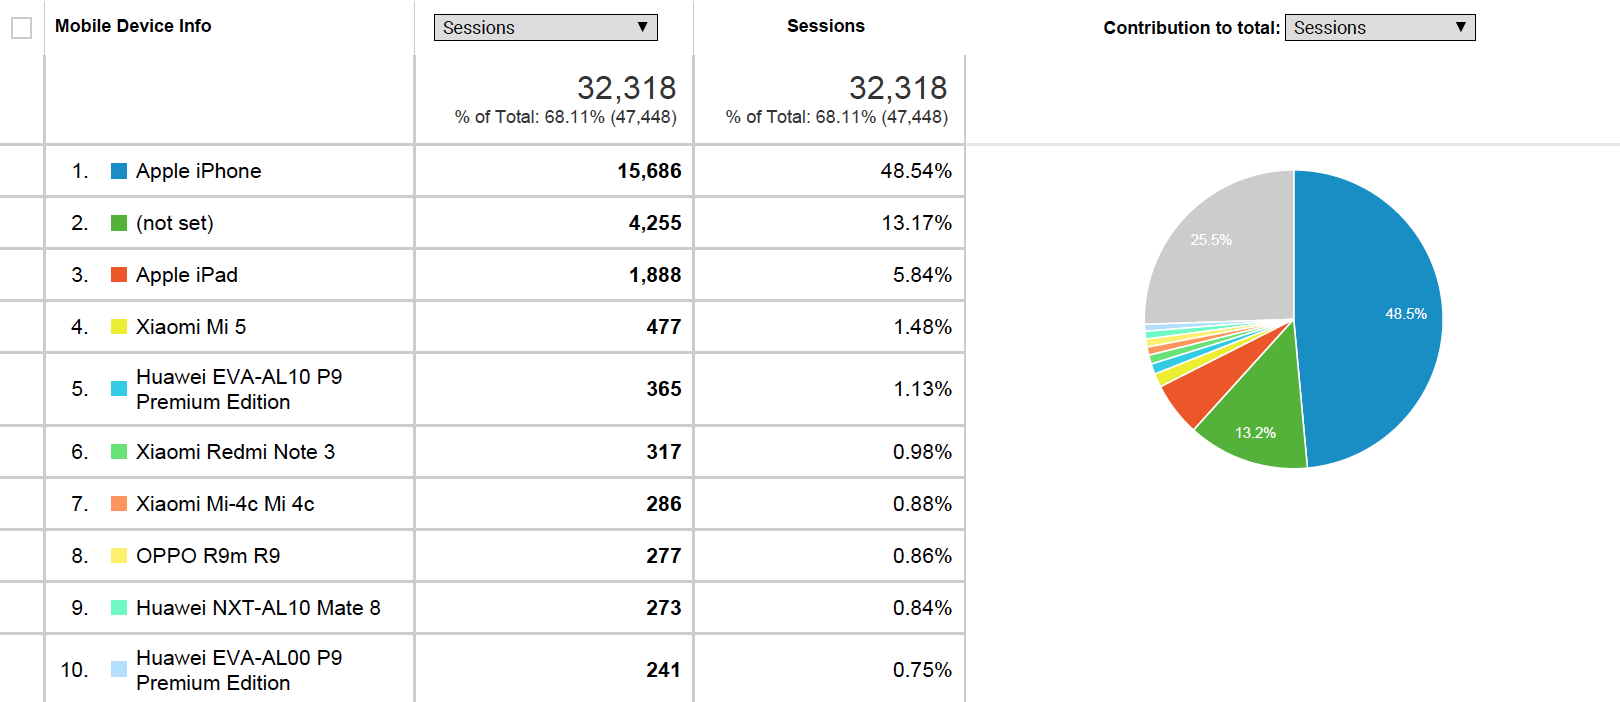 Mobile Device Info
Sessions
Sessions
Contribution to total: Sessions
32,318
% of Total: 68.11% (47,448)
32,318
% of Total: 68.11% (47,448)
1. Apple iPhone 15,686 48.54%
2. (not set) 4,255 13.17%
3. Apple iPad 1,888 5.84%
4. Xiaomi Mi 5 477 1.48%
5. Huawei EVA-AL10 P9
Premium Edition 365 1.13%
6. Xiaomi Redmi Note 3 317 0.98%
7. Xiaomi Mi-4c Mi 4c 286 0.88%
8. OPPO R9m R9 277 0.86%
9. Huawei NXT-AL10 Mate 8 273 0.84%
10. Huawei EVA-AL00 P9
Premium Edition 241 0.75%
25.5%
48.5%
13.2%